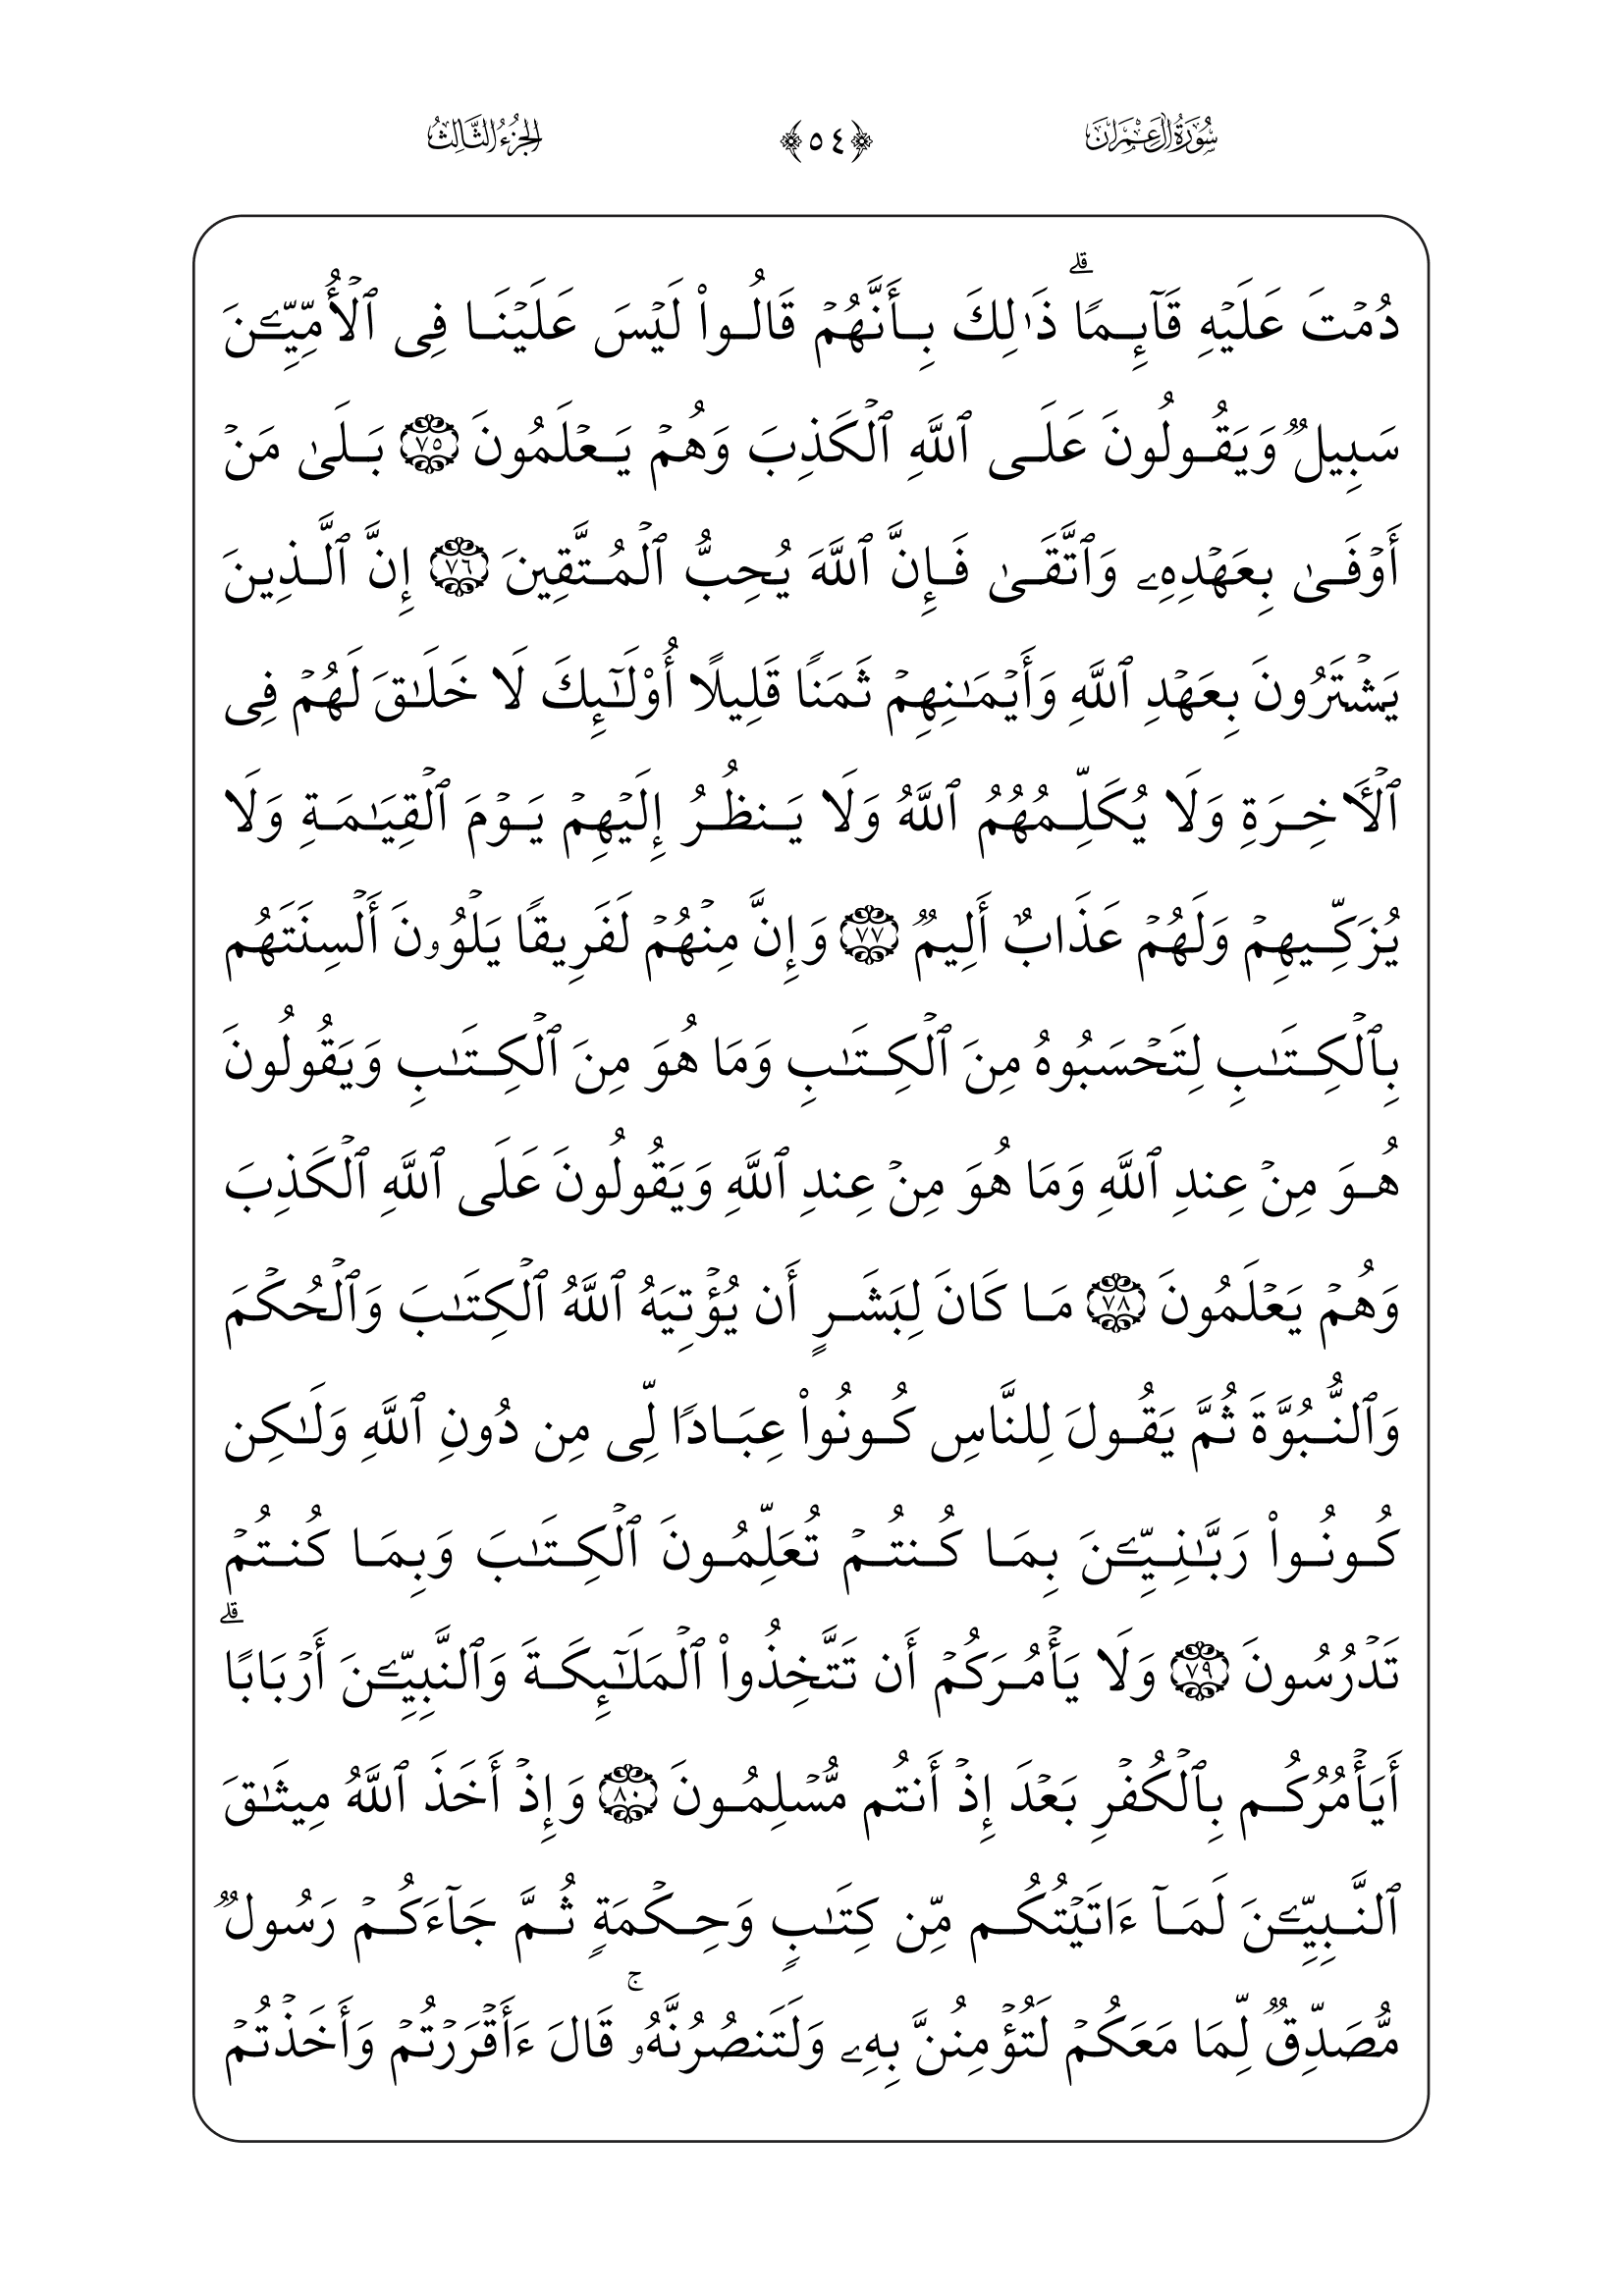 سُورَةُ آلِ عِمْرَانَ ﴿٥٤﴾ الجُزْءُ الثَّالِثُ
دُمۡتَ عَلَيۡهِ قَآئِمًاۗ ذَٰلِكَ بِأَنَّهُمۡ قَالُواْ لَيۡسَ عَلَيۡنَا فِي ٱلۡأُمِّيِّـۧنَ
سَبِيلٞ وَيَقُولُونَ عَلَى ٱللَّهِ ٱلۡكَذِبَ وَهُمۡ يَعۡلَمُونَ ٧٥ بَلَىٰ مَنۡ
أَوۡفَىٰ بِعَهۡدِهِۦ وَٱتَّقَىٰ فَإِنَّ ٱللَّهَ يُحِبُّ ٱلۡمُتَّقِينَ ٧٦ إِنَّ ٱلَّذِينَ
يَشۡتَرُونَ بِعَهۡدِ ٱللَّهِ وَأَيۡمَٰنِهِمۡ ثَمَنٗا قَلِيلًا أُوْلَٰٓئِكَ لَا خَلَٰقَ لَهُمۡ فِي
ٱلۡأٓخِرَةِ وَلَا يُكَلِّمُهُمُ ٱللَّهُ وَلَا يَنظُرُ إِلَيۡهِمۡ يَوۡمَ ٱلۡقِيَٰمَةِ وَلَا
يُزَكِّيهِمۡ وَلَهُمۡ عَذَابٌ أَلِيمٞ ٧٧ وَإِنَّ مِنۡهُمۡ لَفَرِيقٗا يَلۡوُۥنَ أَلۡسِنَتَهُم
بِٱلۡكِتَٰبِ لِتَحۡسَبُوهُ مِنَ ٱلۡكِتَٰبِ وَمَا هُوَ مِنَ ٱلۡكِتَٰبِ وَيَقُولُونَ
هُوَ مِنۡ عِندِ ٱللَّهِ وَمَا هُوَ مِنۡ عِندِ ٱللَّهِ وَيَقُولُونَ عَلَى ٱللَّهِ ٱلۡكَذِبَ
وَهُمۡ يَعۡلَمُونَ ٧٨ مَا كَانَ لِبَشَرٍ أَن يُؤۡتِيَهُ ٱللَّهُ ٱلۡكِتَٰبَ وَٱلۡحُكۡمَ
وَٱلنُّبُوَّةَ ثُمَّ يَقُولَ لِلنَّاسِ كُونُواْ عِبَادٗا لِّي مِن دُونِ ٱللَّهِ وَلَٰكِن
كُونُواْ رَبَّٰنِيِّـۧنَ بِمَا كُنتُمۡ تُعَلِّمُونَ ٱلۡكِتَٰبَ وَبِمَا كُنتُمۡ
تَدۡرُسُونَ ٧٩ وَلَا يَأۡمُرَكُمۡ أَن تَتَّخِذُواْ ٱلۡمَلَٰٓئِكَةَ وَٱلنَّبِيِّـۧنَ أَرۡبَابًاۗ
أَيَأۡمُرُكُم بِٱلۡكُفۡرِ بَعۡدَ إِذۡ أَنتُم مُّسۡلِمُونَ ٨٠ وَإِذۡ أَخَذَ ٱللَّهُ مِيثَٰقَ
ٱلنَّبِيِّـۧنَ لَمَآ ءَاتَيۡتُكُم مِّن كِتَٰبٖ وَحِكۡمَةٖ ثُمَّ جَآءَكُمۡ رَسُولٞ
مُّصَدِّقٞ لِّمَا مَعَكُمۡ لَتُؤۡمِنُنَّ بِهِۦ وَلَتَنصُرُنَّهُۥۚ قَالَ ءَأَقۡرَرۡتُمۡ وَأَخَذۡتُمۡ